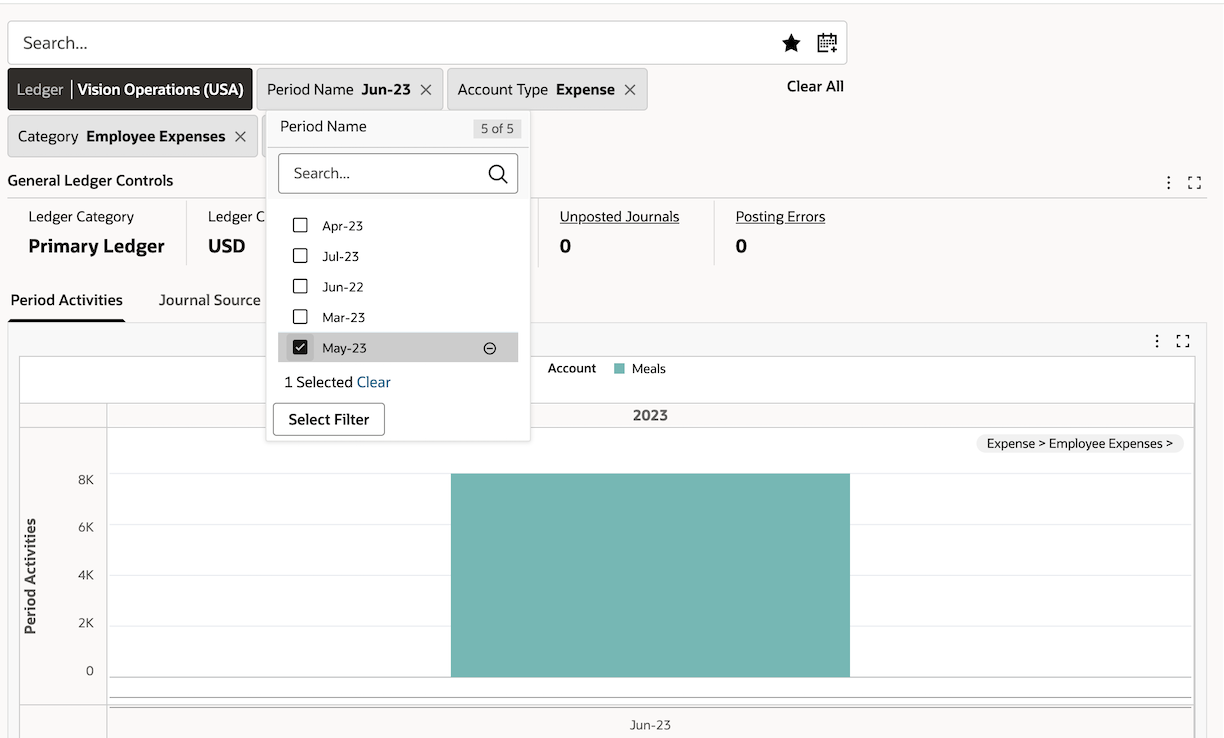 Search...
Ledger Vision Operations (USA)
Period Name Jun-23
Account Type Expense
Clear All
Category Employee Expenses
Period Name
5 of 5
Search...
Apr-23
Jul-23
Jun-22
Mar-23
May-23
1 Selected Clear
Select Filter
General Ledger Controls
Ledger Category
Primary Ledger
Ledger C
USD
Unposted Journals
0
Posting Errors
0
Period Activities
Journal Source
Account Meals
2023
Expense > Employee Expenses >
Period Activities
8K
6K
4K
2K
0
Jun-23